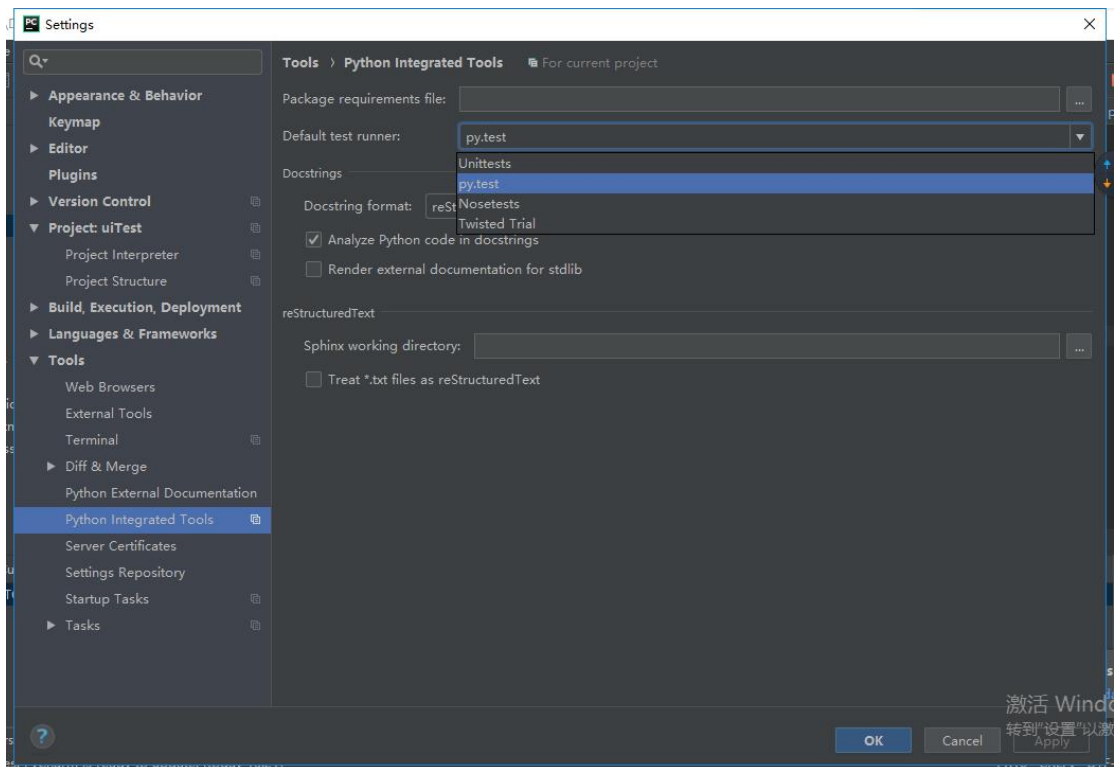 PC Settings
Appearance & Behavior
Keymap
Editor
Plugins
Version Control
Project: uiTest
Project Interpreter
Project Structure
Build, Execution, Deployment
Languages & Frameworks
Tools
Web Browsers
External Tools
Terminal
Diff & Merge
Python External Documentation
Python Integrated Tools
Server Certificates
Settings Repository
Startup Tasks
Tasks
Tools › Python Integrated Tools For current project
Package requirements file: ...
Default test runner: py.test
Unittests
py.test
Nosetests
Twisted Trial
Docstrings
Docstring format: reSt
Analyze Python code in docstrings
Render external documentation for stdlib
reStructuredText
Sphinx working directory: ...
Treat *.txt files as reStructuredText
激活 Windo
转到"设置"以激
? OK Cancel Apply